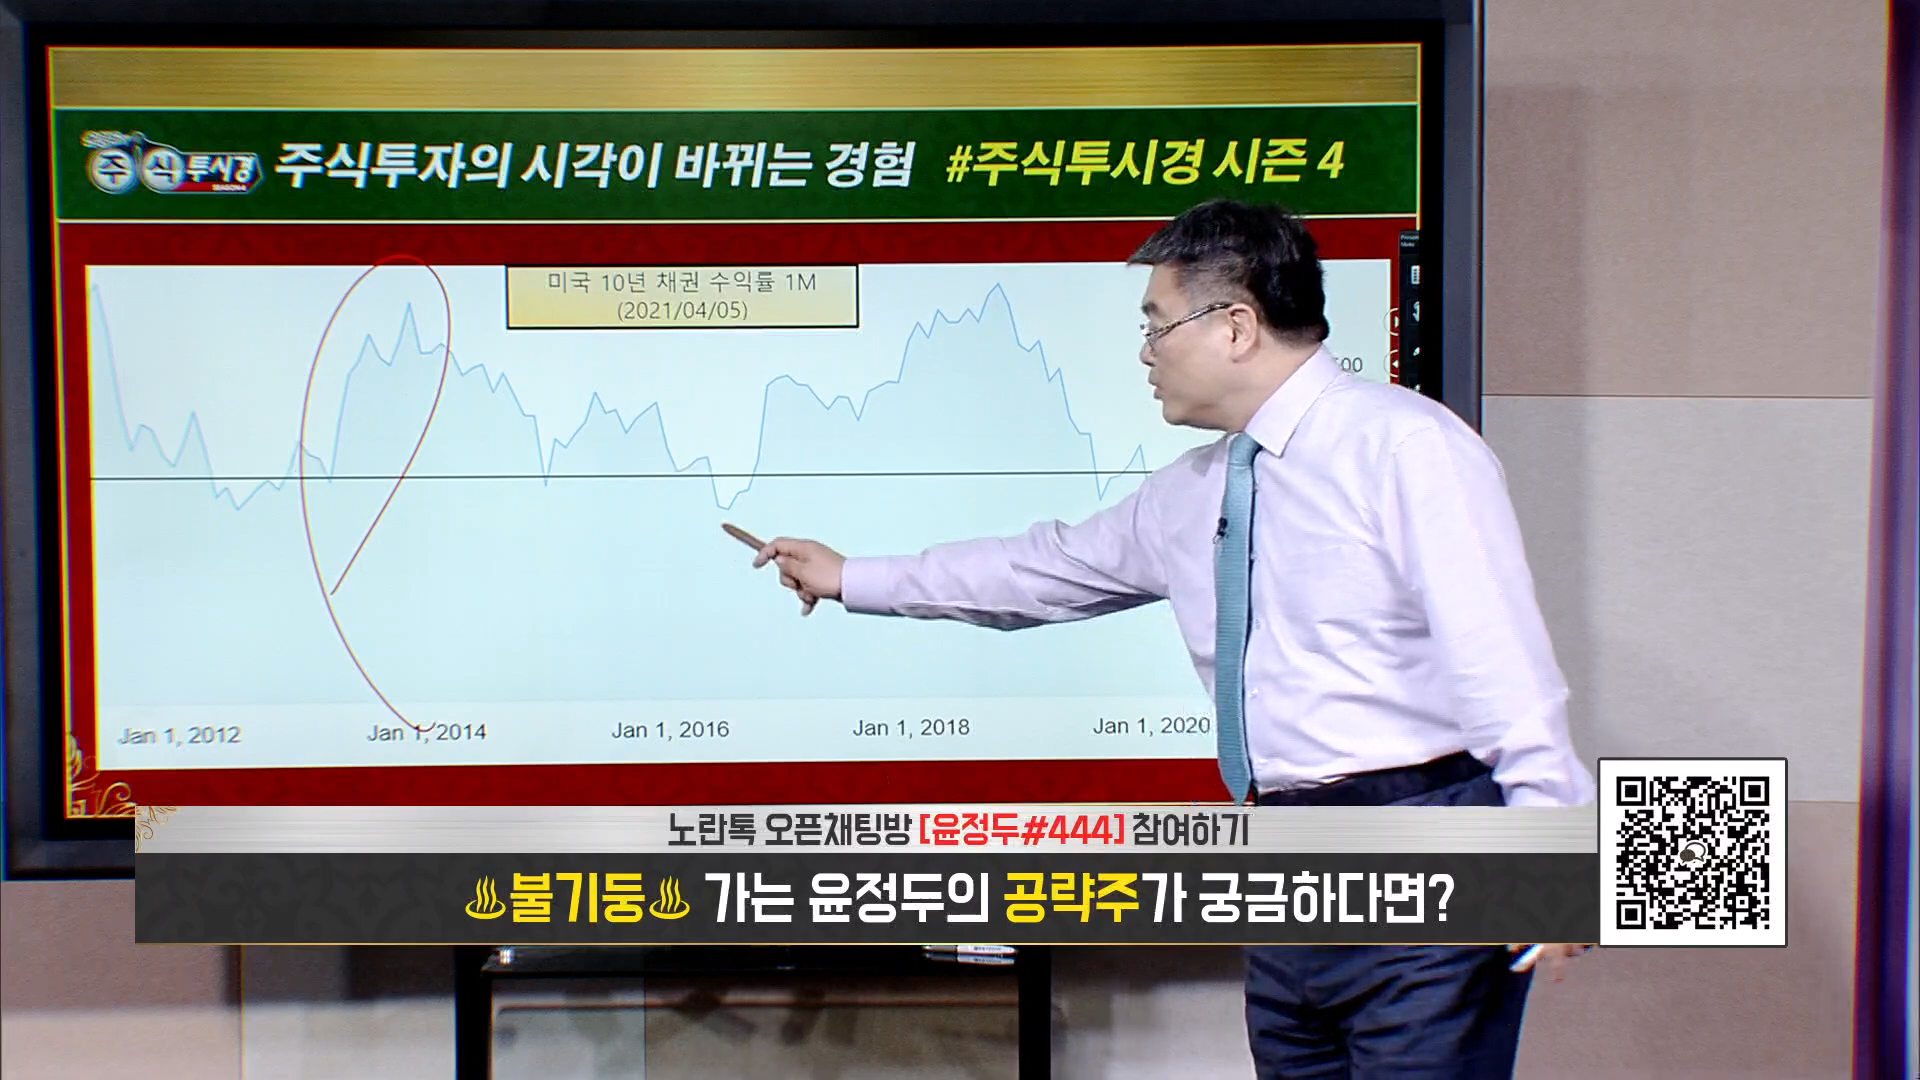 주식투시경
SEASON 4
주식투자의 시각이 바뀌는 경험 #주식투시경 시즌 4
미국 10년 채권 수익률 1M
(2021/04/05)
Jan 1, 2012
Jan 1, 2014
Jan 1, 2016
Jan 1, 2018
Jan 1, 2020
노란톡 오픈채팅방 [윤정두#444] 참여하기
♨불기둥♨ 가는 윤정두의 공략주가 궁금하다면?